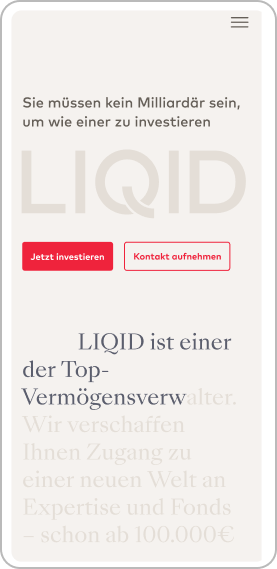 Sie müssen kein Milliardär sein,
um wie einer zu investieren
LIQID
Jetzt investieren
Kontakt aufnehmen
LIQID ist einer
der Top-
Vermögensverwalter.
Wir verschaffen
Ihnen Zugang zu
einer neuen Welt an
Expertise und Fonds
– schon ab 100.000€